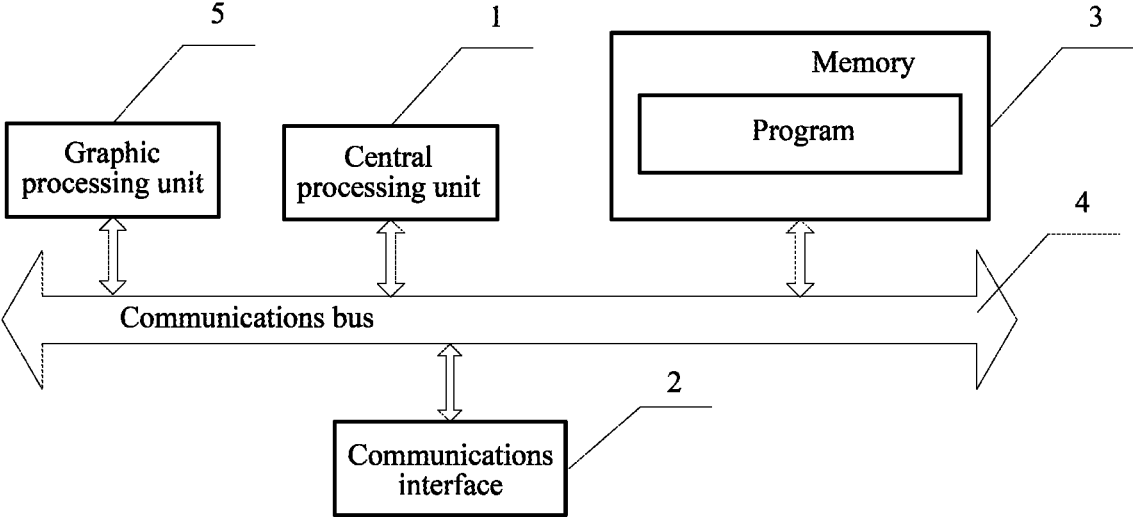 5
1
3
Memory
Program
Graphic
processing unit
Central
processing unit
4
Communications bus
2
Communications
interface